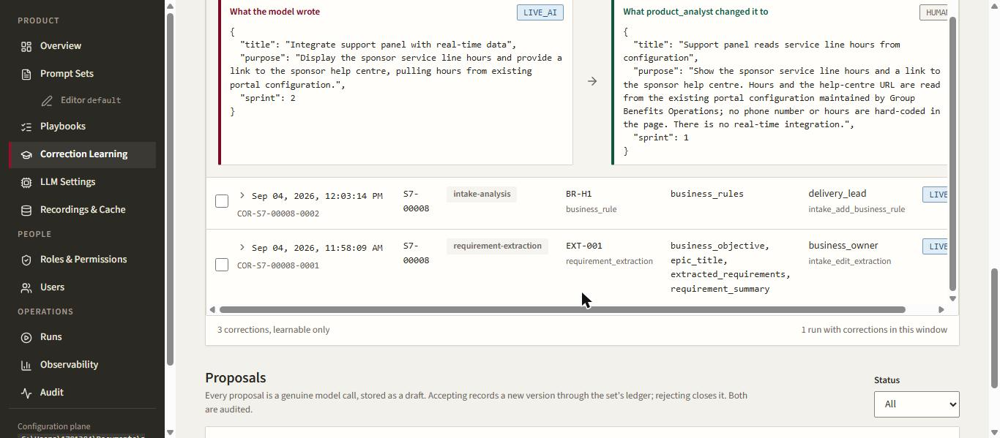 PRODUCT
Overview
Prompt Sets
Editor default
Playbooks
Correction Learning
LLM Settings
Recordings & Cache
PEOPLE
Roles & Permissions
Users
OPERATIONS
Runs
Observability
Audit
Configuration plane
What the model wrote
LIVE_AI
{
"title": "Integrate support panel with real-time data",
"purpose": "Display the sponsor service line hours and provide a
link to the sponsor help centre, pulling hours from existing
portal configuration.",
"sprint": 2
}
What product_analyst changed it to
HUMAN
{
"title": "Support panel reads service line hours from
configuration",
"purpose": "Show the sponsor service line hours and a link to
the sponsor help centre. Hours and the help-centre URL are read
from the existing portal configuration maintained by Group
Benefits Operations; no phone number or hours are hard-coded in
the page. There is no real-time integration.",
"sprint": 1
}
Sep 04, 2026, 12:03:14 PM
COR-S7-00008-0002
S7-
00008
intake-analysis
BR-H1
business_rule
business_rules
delivery_lead
intake_add_business_rule
LIVE
Sep 04, 2026, 11:58:09 AM
COR-S7-00008-0001
S7-
00008
requirement-extraction
EXT-001
requirement_extraction
business_objective,
epic_title,
extracted_requirements,
requirement_summary
business_owner
intake_edit_extraction
LIVE
3 corrections, learnable only
1 run with corrections in this window
Proposals
Every proposal is a genuine model call, stored as a draft. Accepting records a new version through the set's ledger; rejecting closes it. Both
are audited.
Status
All